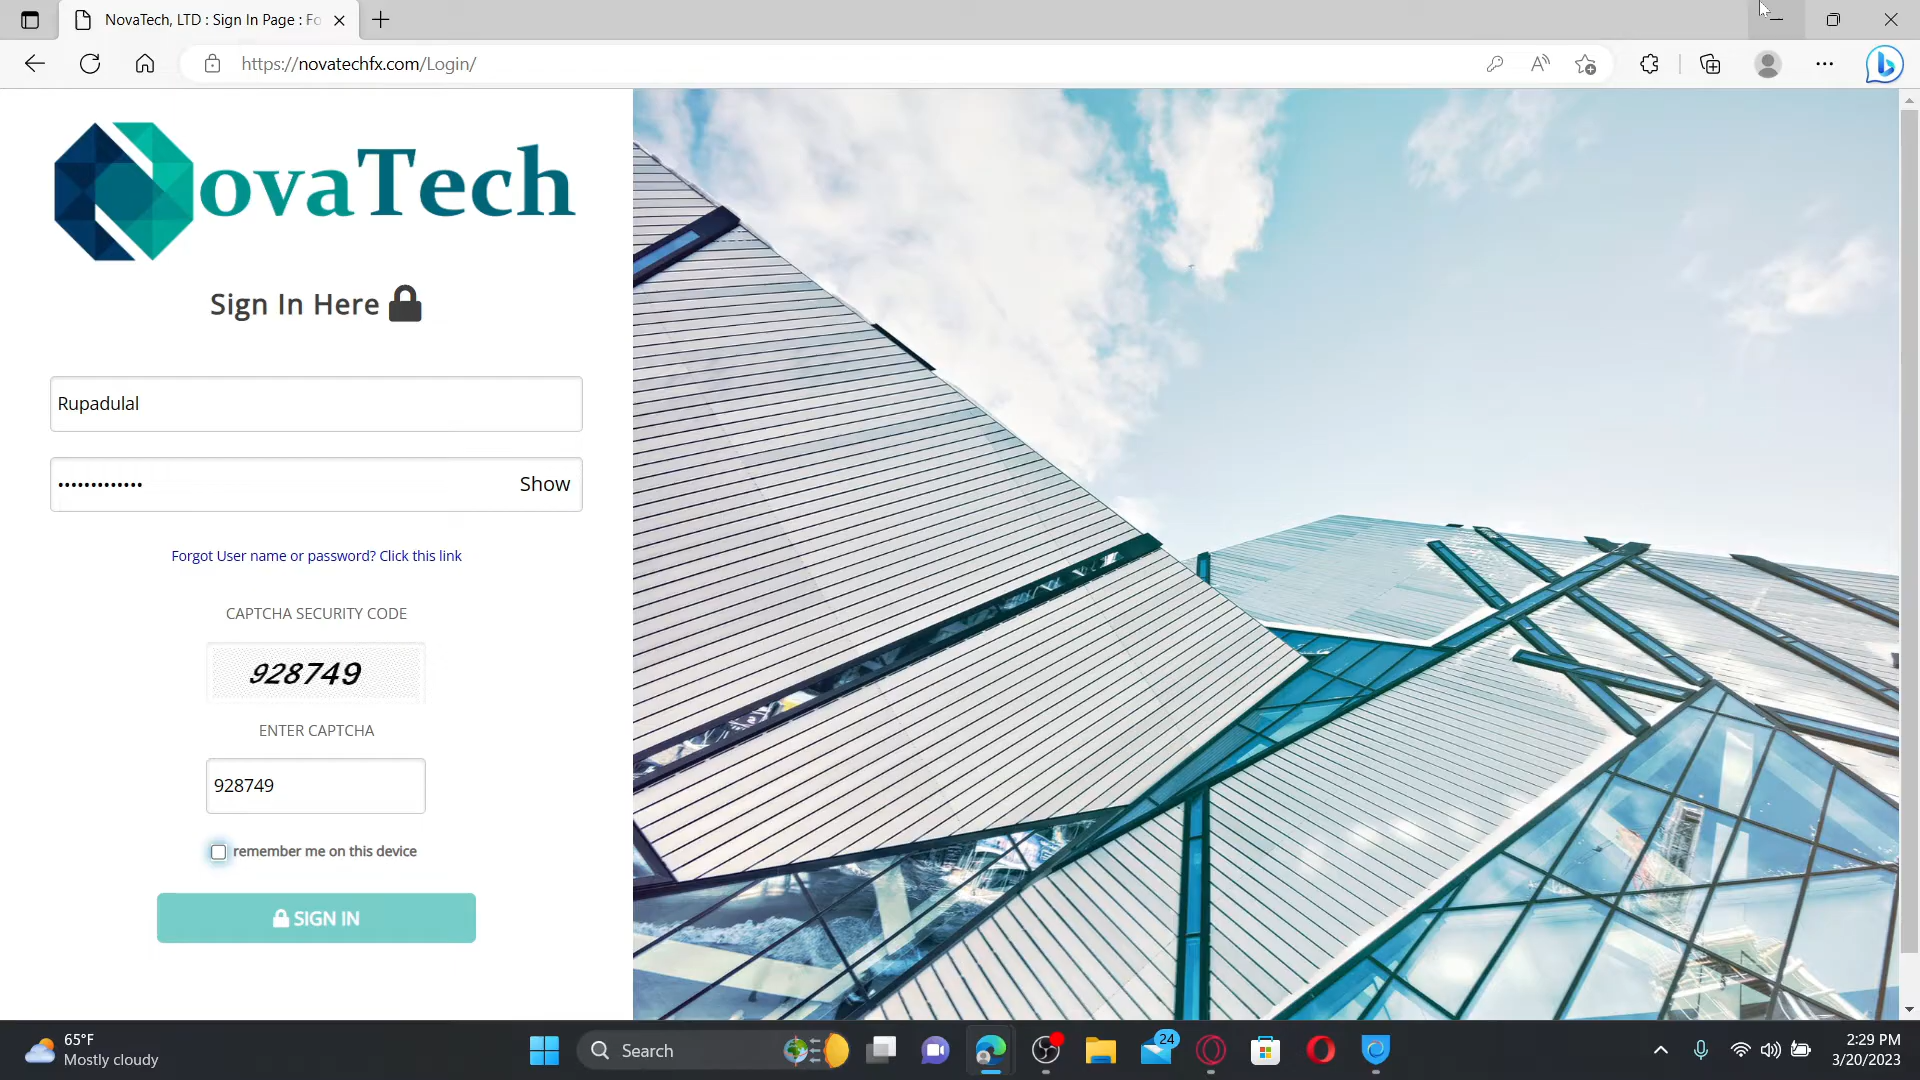 NovaTech, LTD : Sign In Page : Fo
https://novatechfx.com/Login/
NovaTech
Sign In Here
Rupadulal
•••••••••••••
Show
Forgot User name or password? Click this link
CAPTCHA SECURITY CODE
928749
ENTER CAPTCHA
928749
remember me on this device
SIGN IN
65°F
Mostly cloudy
Search
24
2:29 PM
3/20/2023